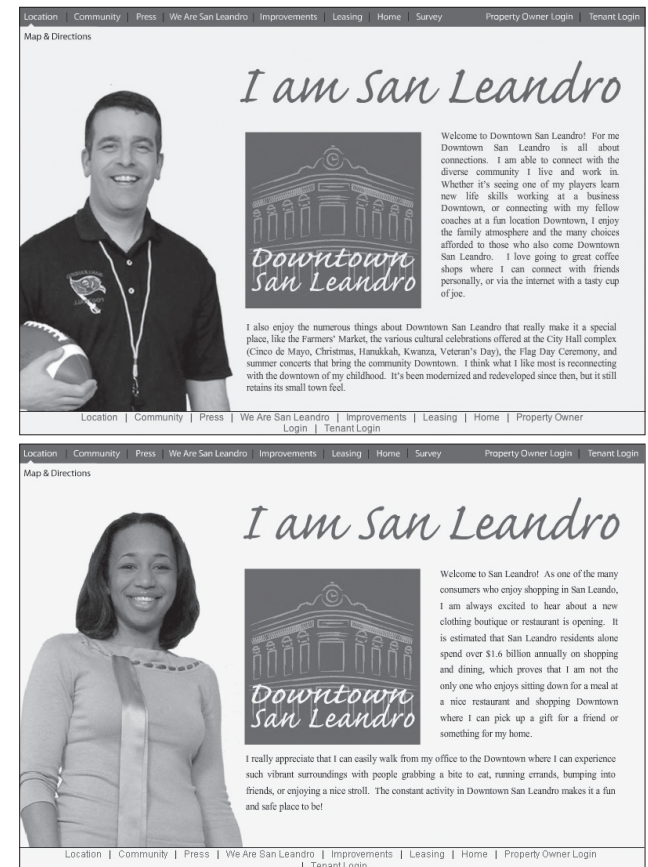 Location | Community | Press | We Are San Leandro | Improvements | Leasing | Home | Survey Property Owner Login | Tenant Login
Map & Directions
I am San Leandro
Downtown
San Leandro
Welcome to Downtown San Leandro! For me
Downtown San Leandro is all about
connections. I am able to connect with the
diverse community I live and work in.
Whether it's seeing one of my players learn
new life skills working at a business
Downtown, or connecting with my fellow
coaches at a fun location Downtown, I enjoy
the family atmosphere and the many choices
afforded to those who also come Downtown
San Leandro. I love going to great coffee
shops where I can connect with friends
personally, or via the internet with a tasty cup
of joe.
I also enjoy the numerous things about Downtown San Leandro that really make it a special
place, like the Farmers' Market, the various cultural celebrations offered at the City Hall complex
(Cinco de Mayo, Christmas, Hanukkah, Kwanza, Veteran's Day), the Flag Day Ceremony, and
summer concerts that bring the community Downtown. I think what I like most is reconnecting
with the downtown of my childhood. It's been modernized and redeveloped since then, but it still
retains its small town feel.
Location | Community | Press | We Are San Leandro | Improvements | Leasing | Home | Property Owner
Login | Tenant Login
Location | Community | Press | We Are San Leandro | Improvements | Leasing | Home | Survey Property Owner Login | Tenant Login
Map & Directions
I am San Leandro
Downtown
San Leandro
Welcome to San Leandro! As one of the many
consumers who enjoy shopping in San Leando,
I am always excited to hear about a new
clothing boutique or restaurant is opening. It
is estimated that San Leandro residents alone
spend over $1.6 billion annually on shopping
and dining, which proves that I am not the
only one who enjoys sitting down for a meal at
a nice restaurant and shopping Downtown
where I can pick up a gift for a friend or
something for my home.
I really appreciate that I can easily walk from my office to the Downtown where I can experience
such vibrant surroundings with people grabbing a bite to eat, running errands, bumping into
friends, or enjoying a nice stroll. The constant activity in Downtown San Leandro makes it a fun
and safe place to be!
Location | Community | Press | We Are San Leandro | Improvements | Leasing | Home | Property Owner Login
| Tenant Login